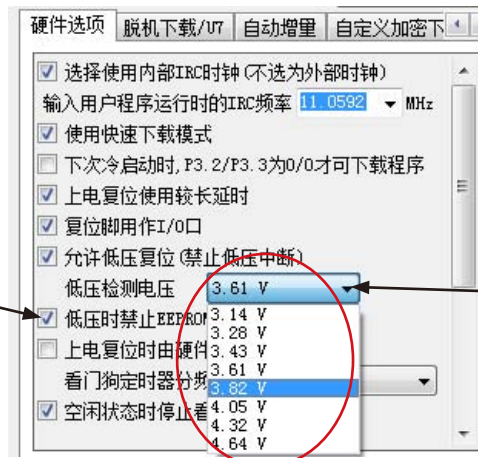 硬件选项 脱机下载/U7 自动增量 自定义加密下
选择使用内部IRC时钟(不选为外部时钟)
输入用户程序运行时的IRC频率 11.0592 MHz
使用快速下载模式
下次冷启动时,P3.2/P3.3为0/0才可下载程序
上电复位使用较长延时
复位脚用作I/O口
允许低压复位(禁止低压中断)
低压检测电压 3.61 V
低压时禁止EEPROM
3.14 V
3.28 V
上电复位时由硬件
3.43 V
3.61 V
看门狗定时器分频
3.82 V
空闲状态时停止看
4.05 V
4.32 V
4.64 V